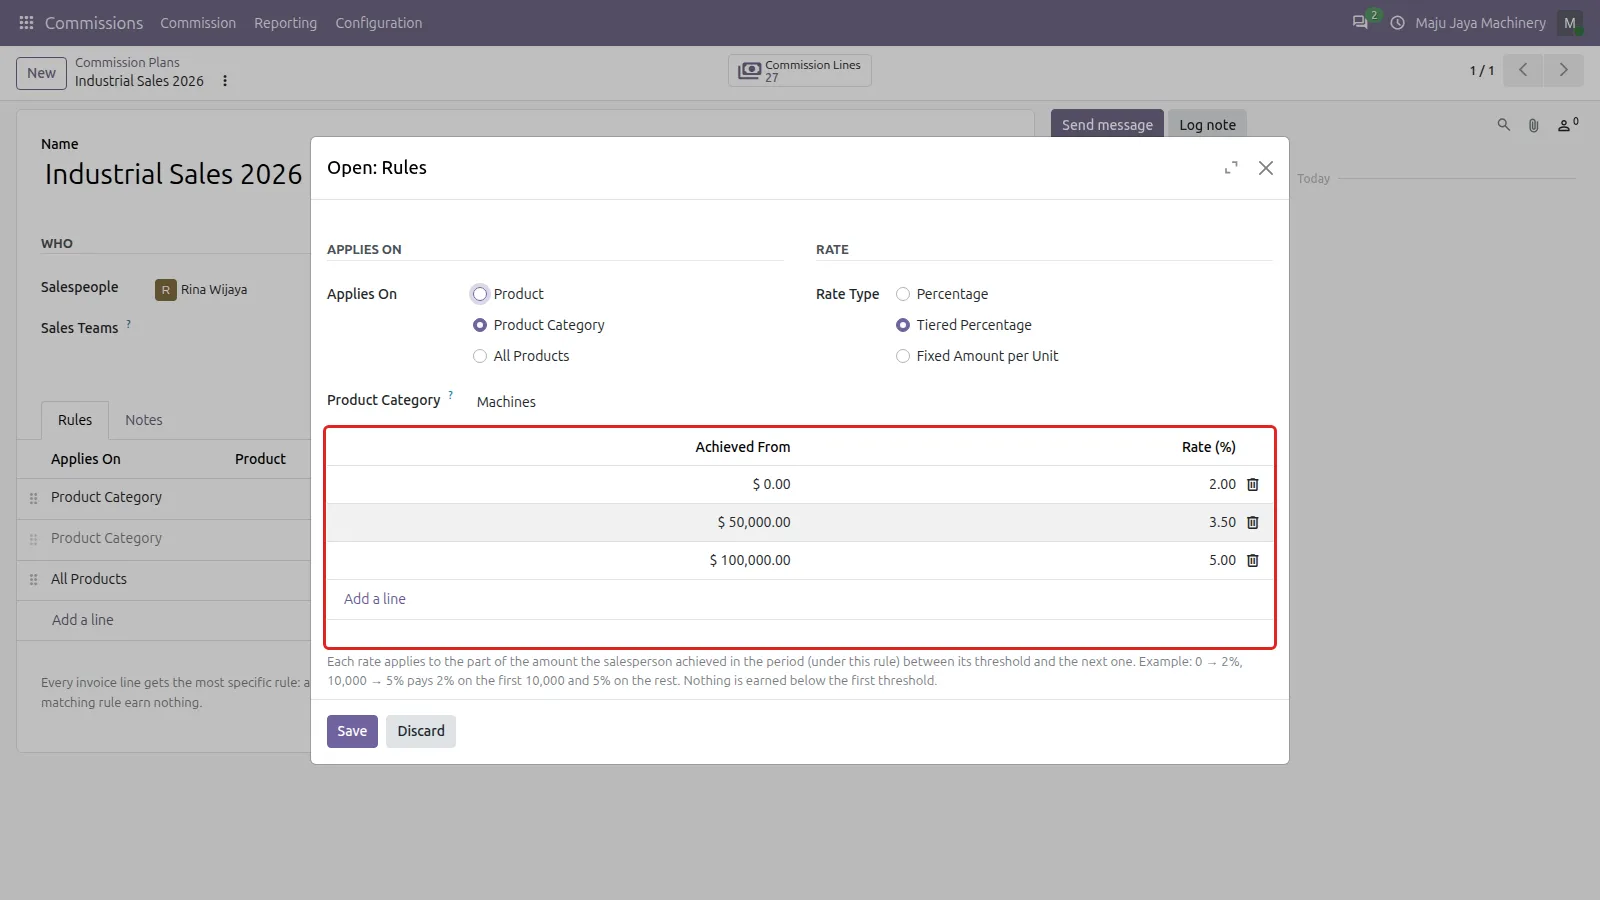 Commissions Commission Reporting Configuration 2 Maju Jaya Machinery M
New Commission Plans
Industrial Sales 2026
Commission Lines
27
1 / 1
Send message Log note 0
Today
Name
Industrial Sales 2026
WHO
Salespeople R Rina Wijaya
Sales Teams ?
Rules Notes
Applies On Product
Product Category
Product Category
All Products
Add a line
Every invoice line gets the most specific rule: a
matching rule earn nothing.
Open: Rules
APPLIES ON
Applies On Product
Product Category
All Products
Product Category ? Machines
RATE
Rate Type Percentage
Tiered Percentage
Fixed Amount per Unit
Achieved From Rate (%)
$ 0.00 2.00
$ 50,000.00 3.50
$ 100,000.00 5.00
Add a line
Each rate applies to the part of the amount the salesperson achieved in the period (under this rule) between its threshold and the next one. Example: 0 → 2%,
10,000 → 5% pays 2% on the first 10,000 and 5% on the rest. Nothing is earned below the first threshold.
Save Discard